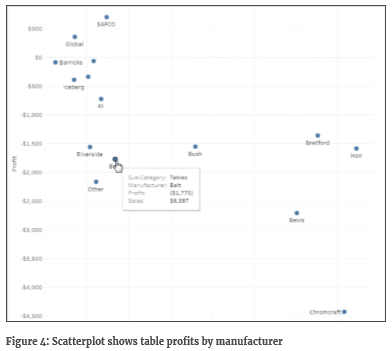 $500
SAFCO
Global
$0
Barricks
-$500
Iceberg
KI
-$1,000
-$1,500
Riverside
Bush
Bretford
Hon
Profit
-$2,000
Other
Sub-Category: Tables
Manufacturer: Balt
Profit: ($1,775)
Sales: $8,387
-$2,500
Bevis
-$3,000
-$3,500
-$4,000
Chromcraft
-$4,500
Figure 4: Scatterplot shows table profits by manufacturer